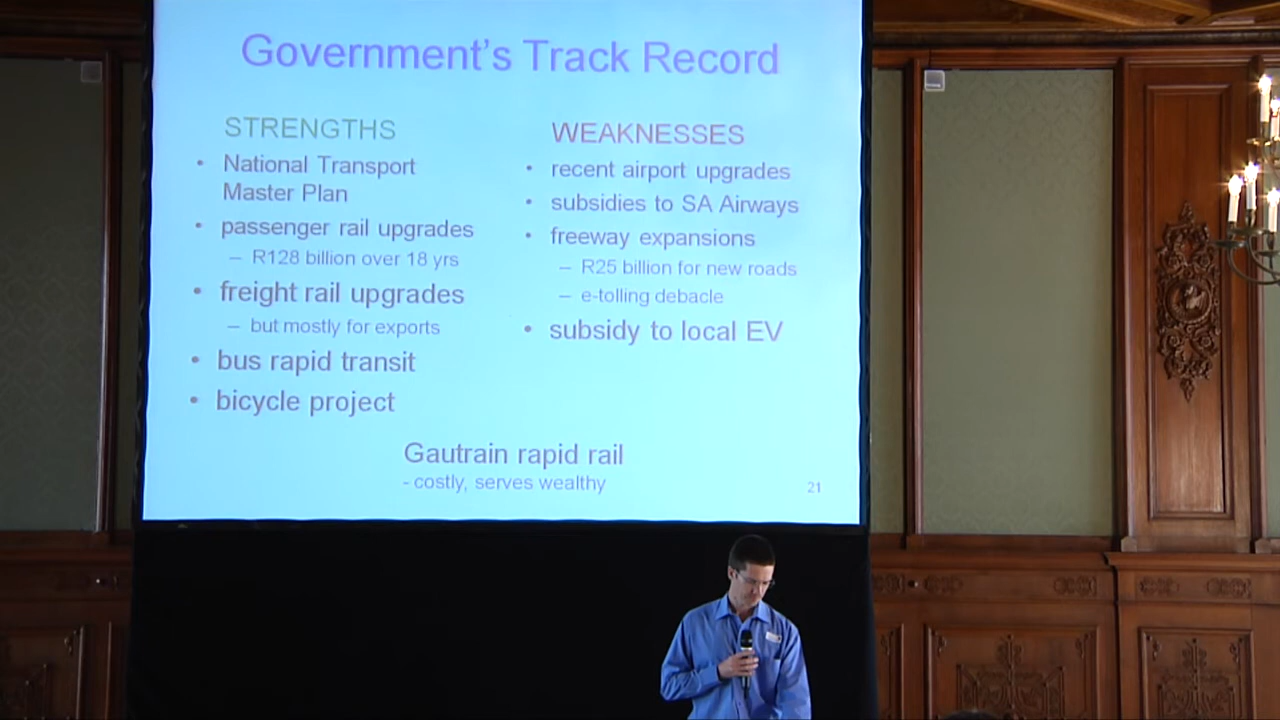 Government's Track Record
STRENGTHS
• National Transport
Master Plan
• passenger rail upgrades
– R128 billion over 18 yrs
• freight rail upgrades
– but mostly for exports
• bus rapid transit
• bicycle project
WEAKNESSES
• recent airport upgrades
• subsidies to SA Airways
• freeway expansions
– R25 billion for new roads
– e-tolling debacle
• subsidy to local EV
Gautrain rapid rail
- costly, serves wealthy
21